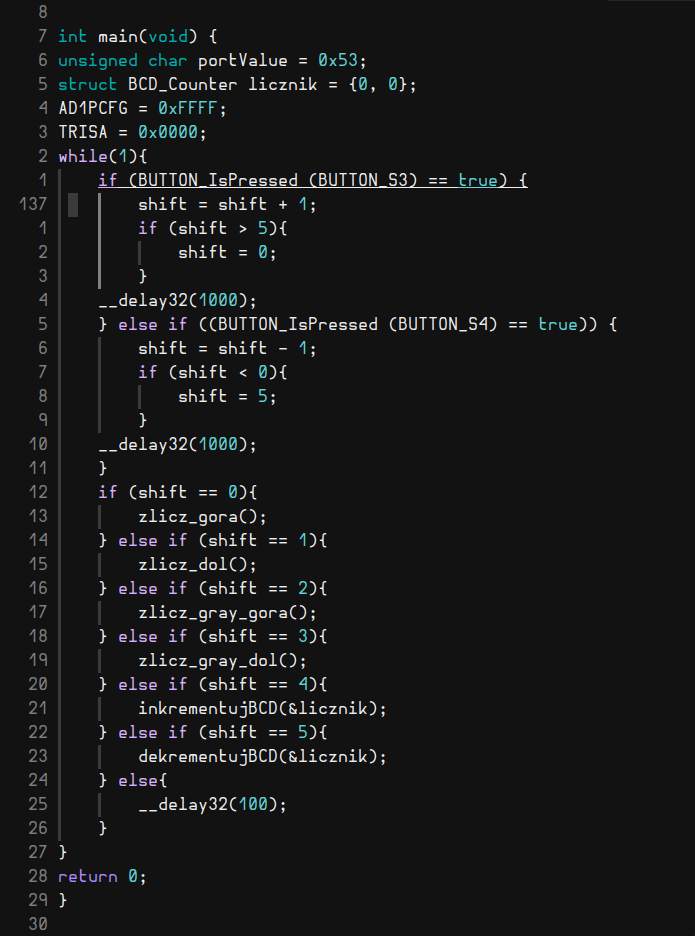 8
7 int main(void) {
6 unsigned char portValue = 0x53;
5 struct BCD_Counter licznik = {0, 0};
4 AD1PCFG = 0xFFFF;
3 TRISA = 0x0000;
2 while(1){
1     if (BUTTON_IsPressed (BUTTON_S3) == true) {
137         shift = shift + 1;
1         if (shift > 5){
2             shift = 0;
3         }
4     __delay32(1000);
5     } else if ((BUTTON_IsPressed (BUTTON_S4) == true)) {
6         shift = shift - 1;
7         if (shift < 0){
8             shift = 5;
9         }
10     __delay32(1000);
11     }
12     if (shift == 0){
13         zlicz_gora();
14     } else if (shift == 1){
15         zlicz_dol();
16     } else if (shift == 2){
17         zlicz_gray_gora();
18     } else if (shift == 3){
19         zlicz_gray_dol();
20     } else if (shift == 4){
21         inkrementujBCD(&licznik);
22     } else if (shift == 5){
23         dekrementujBCD(&licznik);
24     } else{
25         __delay32(100);
26     }
27 }
28 return 0;
29 }
30